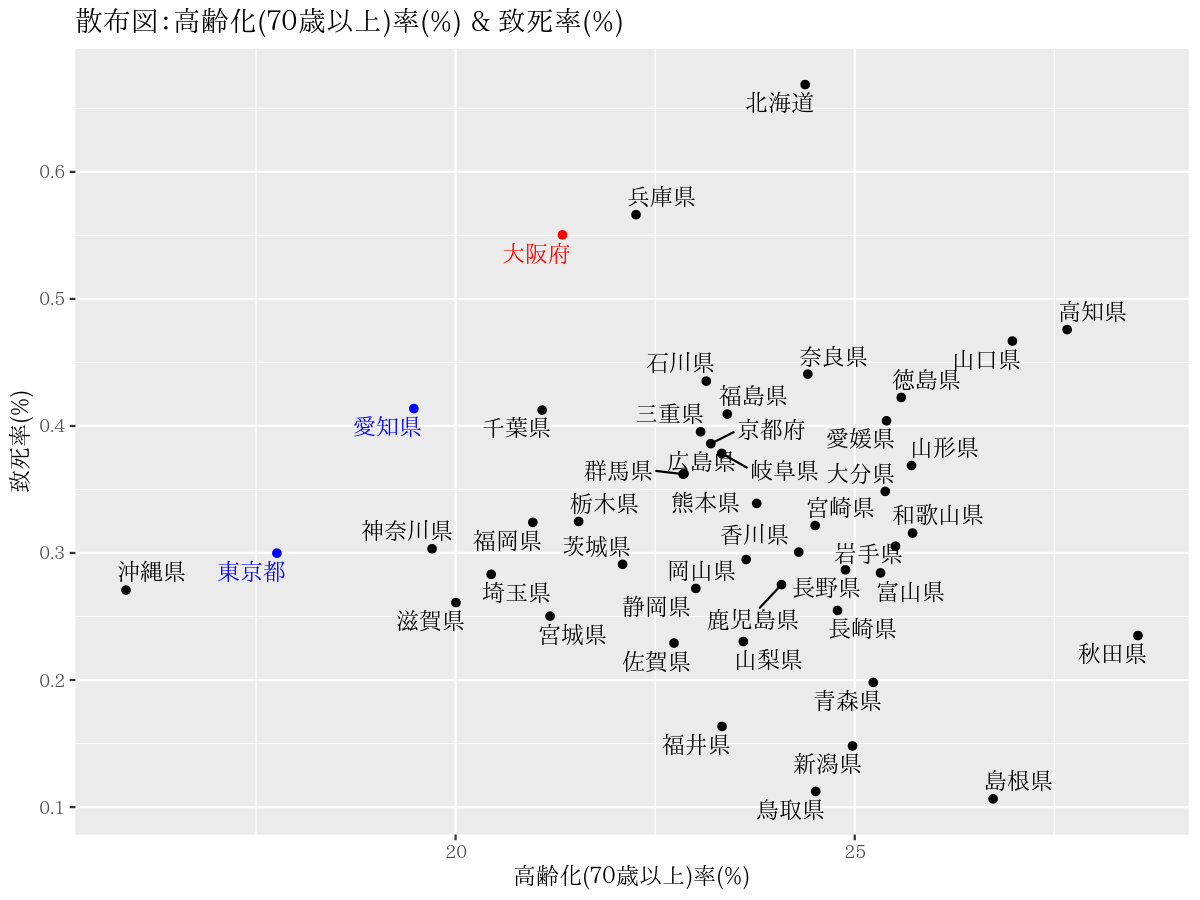 散布図:高齢化(70歳以上)率(%) & 致死率(%)
北海道
0.6
兵庫県
大阪府
0.5
高知県
山口県
石川県
奈良県
徳島県
福島県
愛知県
千葉県
三重県
0.4
京都府
愛媛県
山形県
広島県
群馬県
岐阜県
大分県
栃木県
熊本県
宮崎県
和歌山県
神奈川県
福岡県
茨城県
香川県
0.3
岩手県
沖縄県
東京都
岡山県
埼玉県
長野県
富山県
静岡県
滋賀県
鹿児島県
宮城県
長崎県
佐賀県
山梨県
秋田県
0.2
青森県
福井県
新潟県
島根県
0.1
鳥取県
20
25
高齢化(70歳以上)率(%)
致死率(%)